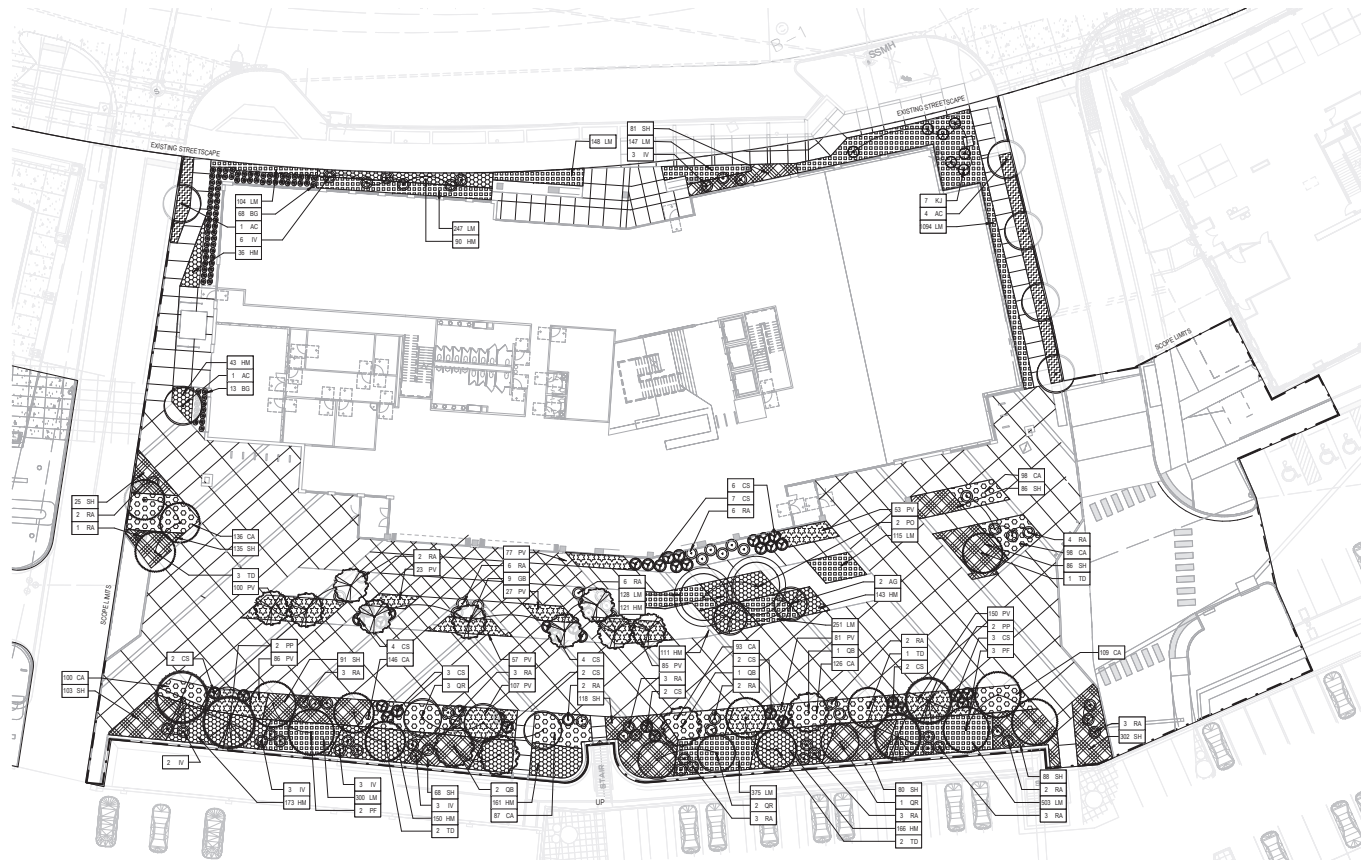 B-1
SSMH
EXISTING STREETSCAPE
EXISTING STREETSCAPE
81 SH
147 LM
3 IV
148 LM
104 LM
68 BG
1 AC
6 IV
36 HM
247 LM
90 HM
7 KJ
4 AC
1094 LM
SCOPE LIMITS
43 HM
1 AC
13 BG
25 SH
2 RA
1 RA
136 CA
135 SH
3 TD
100 PV
6 CS
7 CS
6 RA
53 PV
2 PO
115 LM
98 CA
86 SH
4 RA
98 CA
86 SH
1 TD
2 RA
23 PV
77 PV
6 RA
9 GB
27 PV
6 RA
128 LM
121 HM
2 AG
143 HM
SCOPE LIMITS
100 CA
103 SH
2 CS
2 PP
86 PV
91 SH
3 RA
4 CS
146 CA
3 CS
3 QR
57 PV
3 RA
107 PV
4 CS
2 CS
2 RA
118 SH
111 HM
85 PV
3 RA
2 CS
93 CA
2 CS
1 QB
2 RA
251 LM
81 PV
1 QB
126 CA
2 RA
1 TD
2 CS
150 PV
2 PP
3 CS
3 PF
109 CA
3 RA
302 SH
2 IV
3 IV
173 HM
3 IV
300 LM
2 PF
68 SH
3 IV
150 HM
2 TD
2 QB
161 HM
87 CA
STAIR
UP
375 LM
2 QR
3 RA
80 SH
1 QR
3 RA
166 HM
2 TD
88 SH
2 RA
503 LM
3 RA